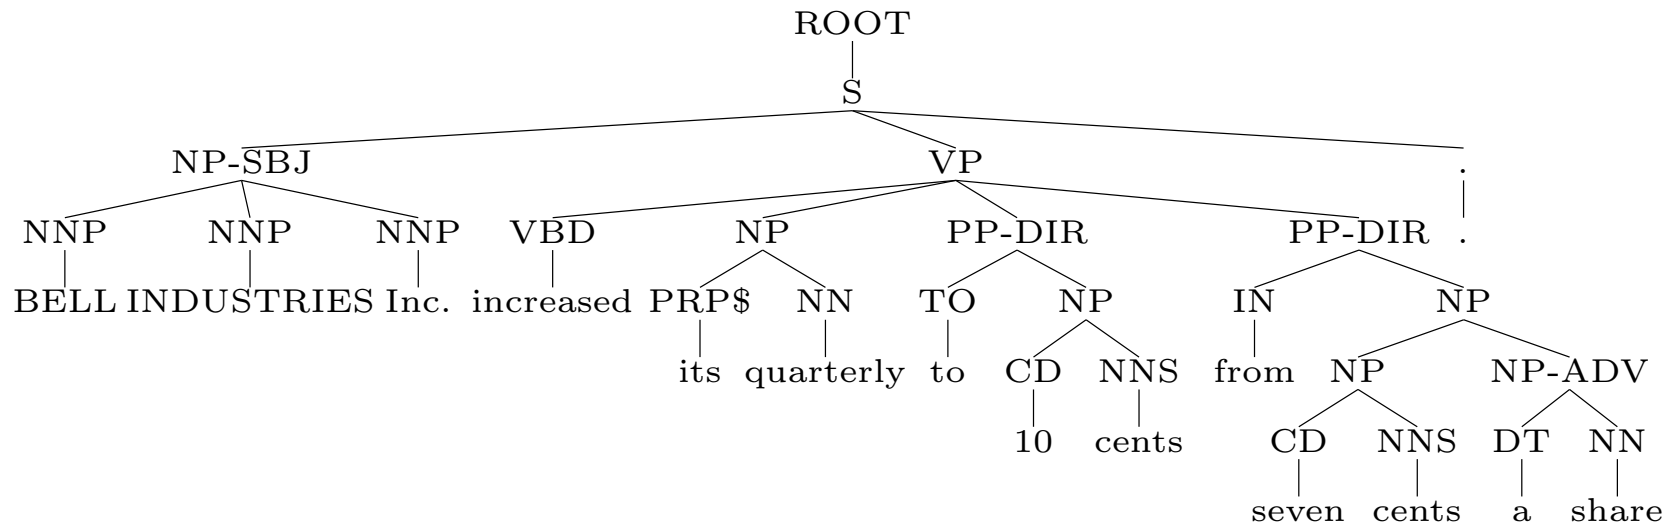 ROOT
S
NP-SBJ VP .
NNP NNP NNP VBD NP PP-DIR PP-DIR .
BELL INDUSTRIES Inc. increased PRP$ NN TO NP IN NP
its quarterly to CD NNS from NP NP-ADV
10 cents CD NNS DT NN
seven cents a share